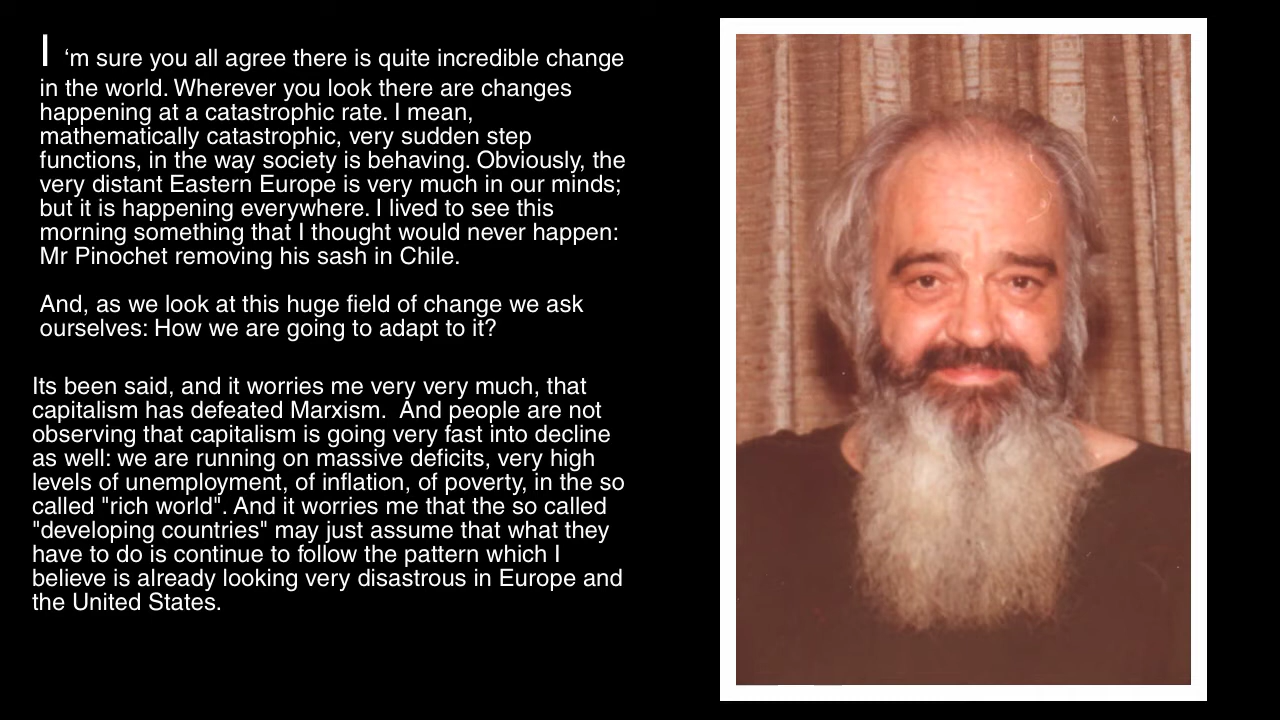 I 'm sure you all agree there is quite incredible change
in the world. Wherever you look there are changes
happening at a catastrophic rate. I mean,
mathematically catastrophic, very sudden step
functions, in the way society is behaving. Obviously, the
very distant Eastern Europe is very much in our minds;
but it is happening everywhere. I lived to see this
morning something that I thought would never happen:
Mr Pinochet removing his sash in Chile.
And, as we look at this huge field of change we ask
ourselves: How we are going to adapt to it?
Its been said, and it worries me very very much, that
capitalism has defeated Marxism.  And people are not
observing that capitalism is going very fast into decline
as well: we are running on massive deficits, very high
levels of unemployment, of inflation, of poverty, in the so
called "rich world". And it worries me that the so called
"developing countries" may just assume that what they
have to do is continue to follow the pattern which I
believe is already looking very disastrous in Europe and
the United States.